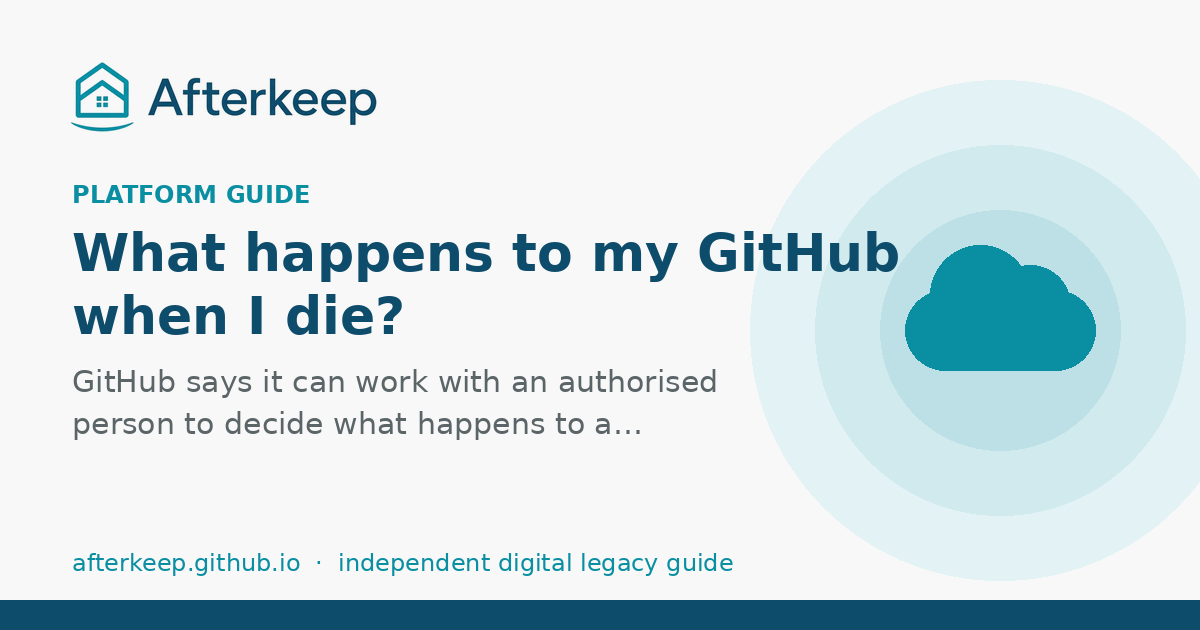 Afterkeep
PLATFORM GUIDE
What happens to my GitHub
when I die?
GitHub says it can work with an authorised
person to decide what happens to a…
afterkeep.github.io · independent digital legacy guide